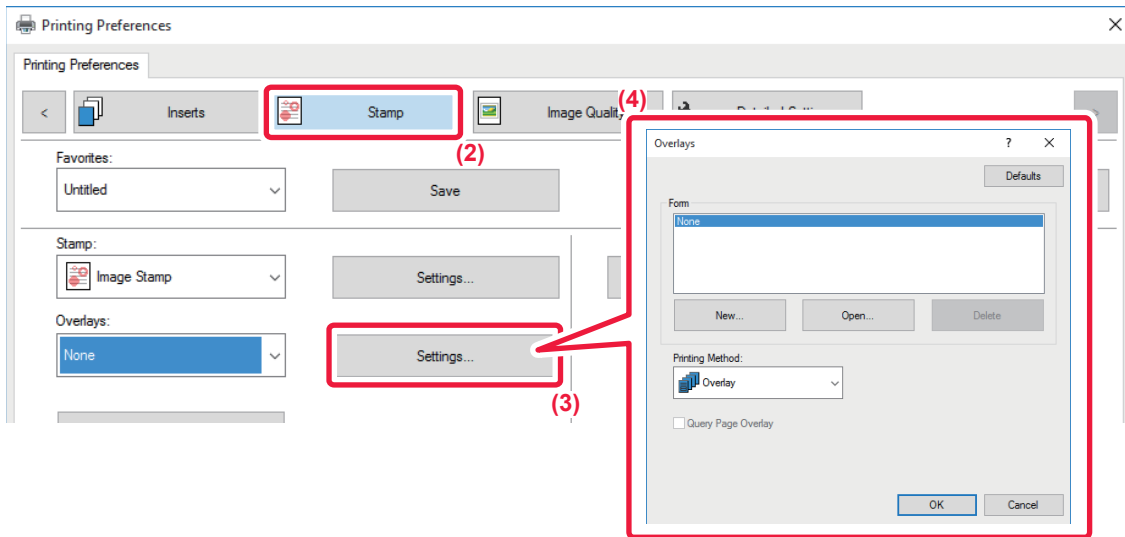 Printing Preferences
Printing Preferences
<
Inserts
Stamp
Image Quality
(4)
(2)
Favorites:
Untitled
Save
Stamp:
Image Stamp
Settings...
Overlays:
None
Settings...
(3)
Overlays
?
Defaults
Form
None
New...
Open...
Delete
Printing Method:
Overlay
Query Page Overlay
OK
Cancel